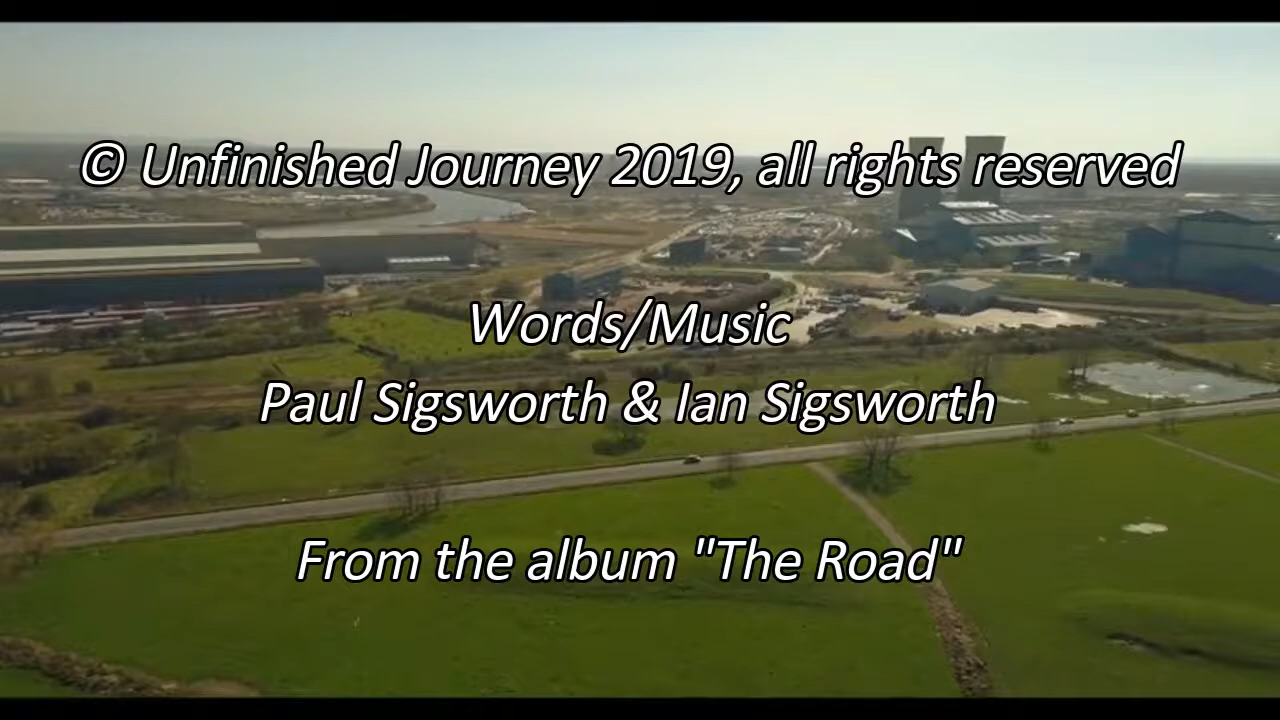 © Unfinished Journey 2019, all rights reserved
Words/Music
Paul Sigsworth & Ian Sigsworth
From the album "The Road"